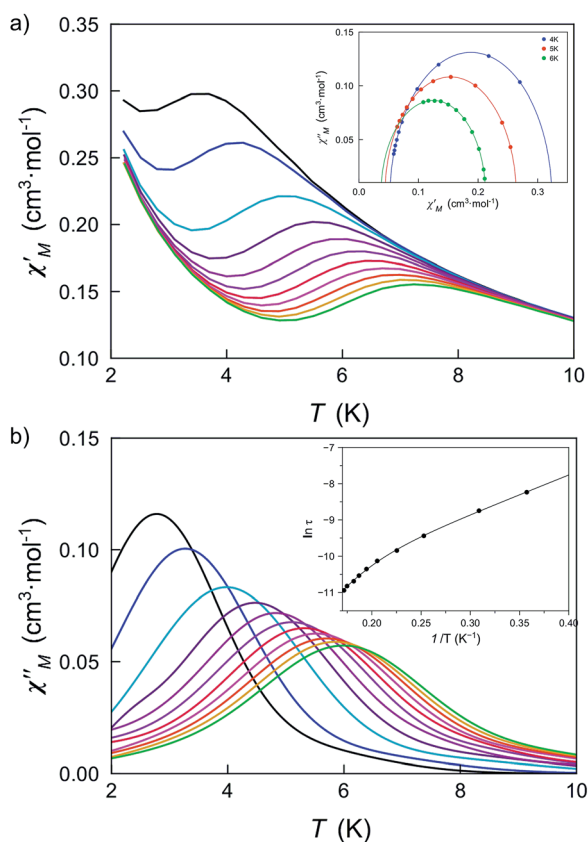 a)
0.35
0.30
0.25
0.20
0.15
0.10
χ′M (cm³·mol⁻¹)
2 4 6 8 10
T (K)
0.15
0.10
0.05
χ″M (cm³·mol⁻¹)
0.0 0.1 0.2 0.3
χ′M (cm³·mol⁻¹)
4K
5K
6K
b)
0.15
0.10
0.05
0.00
χ″M (cm³·mol⁻¹)
2 4 6 8 10
T (K)
−7
−8
−9
−10
−11
ln τ
0.20 0.25 0.30 0.35 0.40
1/T (K⁻¹)